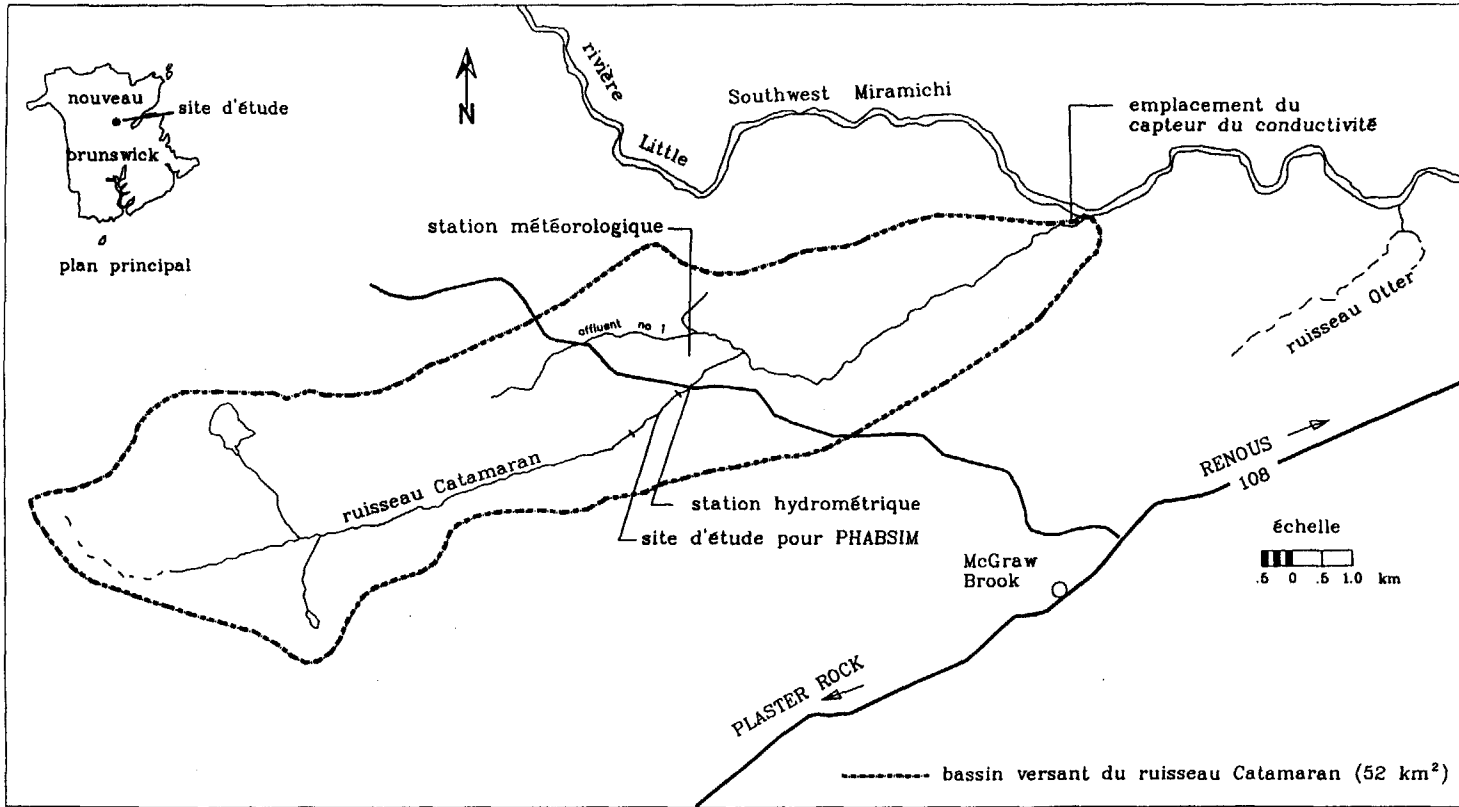 nouveau
site d'étude
brunswick
plan principal
N
rivière
Little
Southwest Miramichi
emplacement du
capteur du conductivité
station météorologique
affluent no 1
ruisseau Otter
ruisseau Catamaran
station hydrométrique
site d'étude pour PHABSIM
RENOUS
108
échelle
.5 0 .5 1.0 km
McGraw
Brook
PLASTER ROCK
bassin versant du ruisseau Catamaran (52 km²)